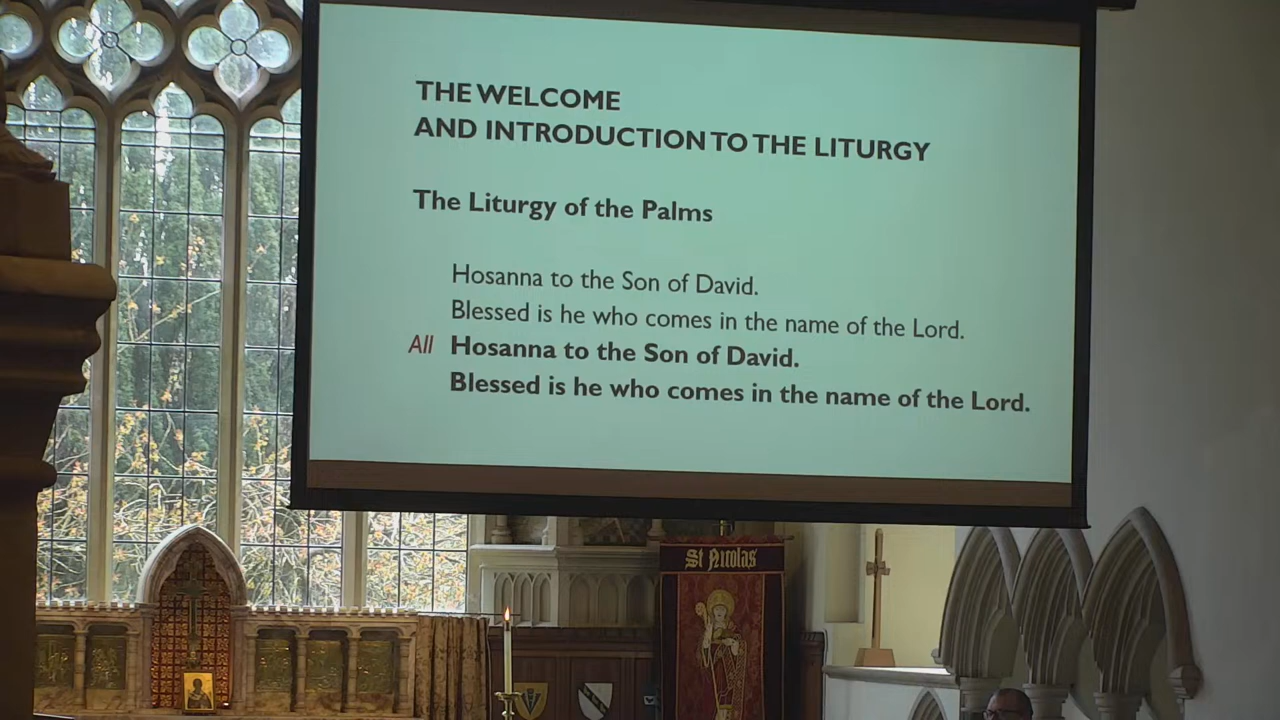 THE WELCOME
AND INTRODUCTION TO THE LITURGY
The Liturgy of the Palms
Hosanna to the Son of David.
Blessed is he who comes in the name of the Lord.
All Hosanna to the Son of David.
Blessed is he who comes in the name of the Lord.
St Nicolas